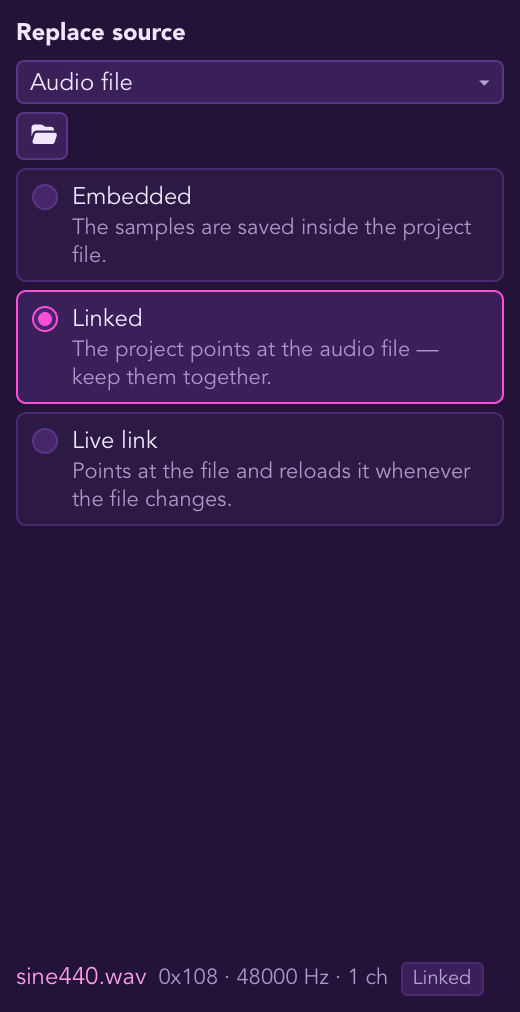 Replace source
Audio file
Embedded
The samples are saved inside the project
file.
Linked
The project points at the audio file —
keep them together.
Live link
Points at the file and reloads it whenever
the file changes.
sine440.wav 0x108 · 48000 Hz · 1 ch Linked